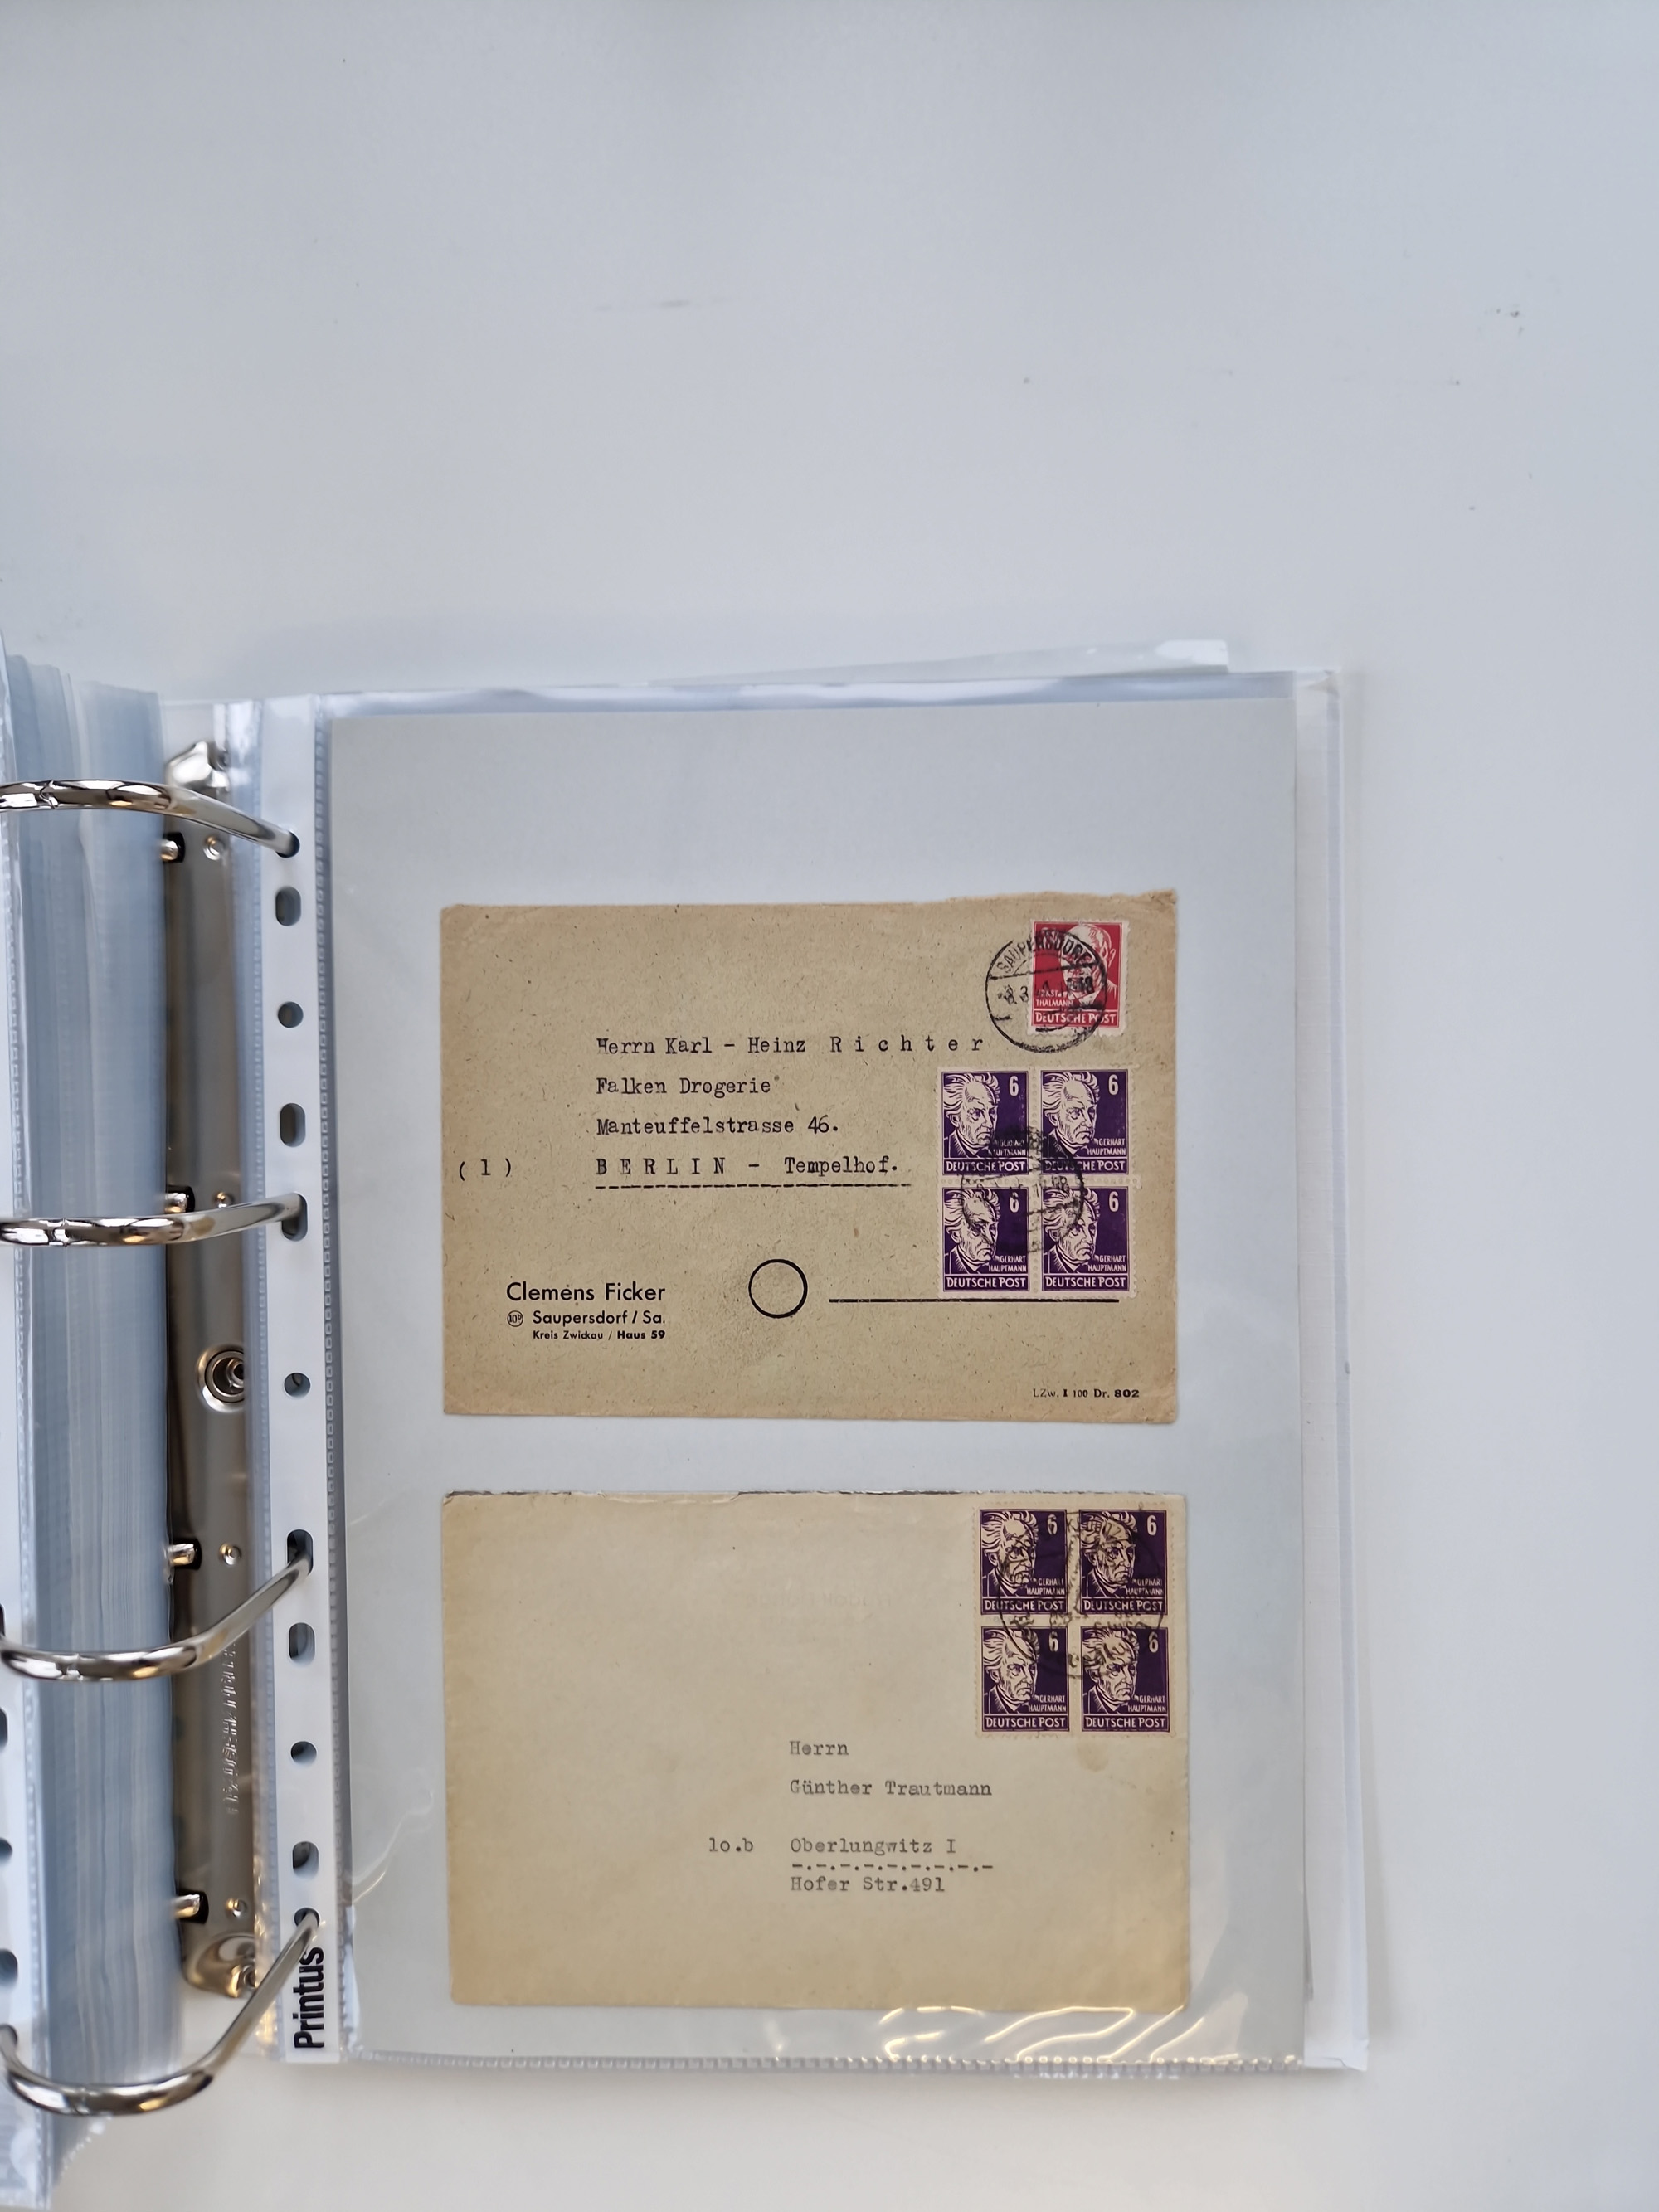 SAUPERSDORF
THÄLMANN
DEUTSCHE POST
Herrn Karl - Heinz R i c h t e r
Falken Drogerie
Manteuffelstrasse 46.
( 1 ) B E R L I N - Tempelhof.
6 6
GERHART HAUPTMANN
DEUTSCHE POST DEUTSCHE POST
6 6
GERHART HAUPTMANN GERHART HAUPTMANN
DEUTSCHE POST DEUTSCHE POST
Clemens Ficker
10b Saupersdorf / Sa.
Kreis Zwickau / Haus 59
LZw. I 100 Dr. 802
6 6
GERHART HAUPTMANN GERHART HAUPTMANN
DEUTSCHE POST DEUTSCHE POST
6 6
GERHART HAUPTMANN GERHART HAUPTMANN
DEUTSCHE POST DEUTSCHE POST
Herrn
Günther Trautmann
lo.b Oberlungwitz I
Hofer Str.491
Printus